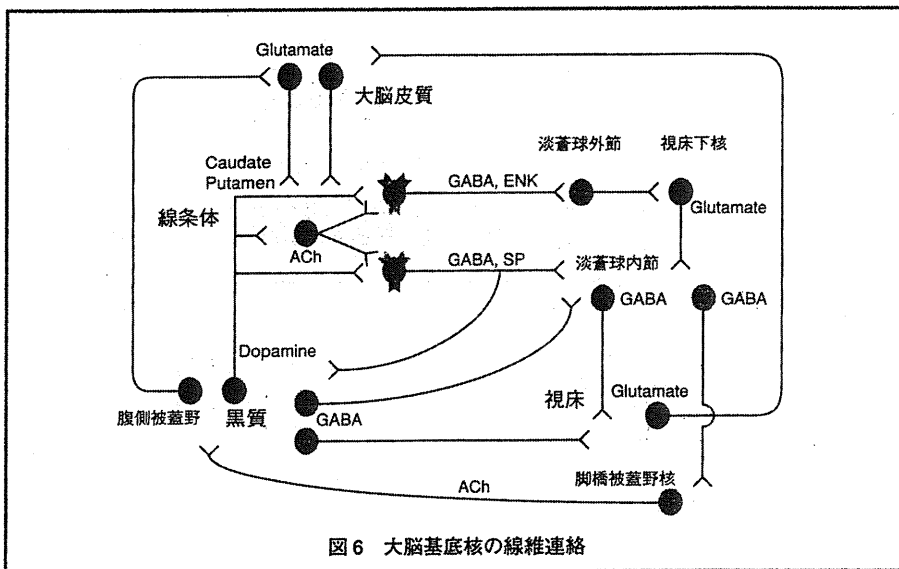 Glutamate
大脳皮質
Caudate
Putamen
線条体
ACh
GABA, ENK
淡蒼球外節
視床下核
Glutamate
GABA, SP
淡蒼球内節
GABA
GABA
Dopamine
腹側被蓋野
黒質
GABA
視床
Glutamate
脚橋被蓋野核
ACh
図6 大脳基底核の線維連絡